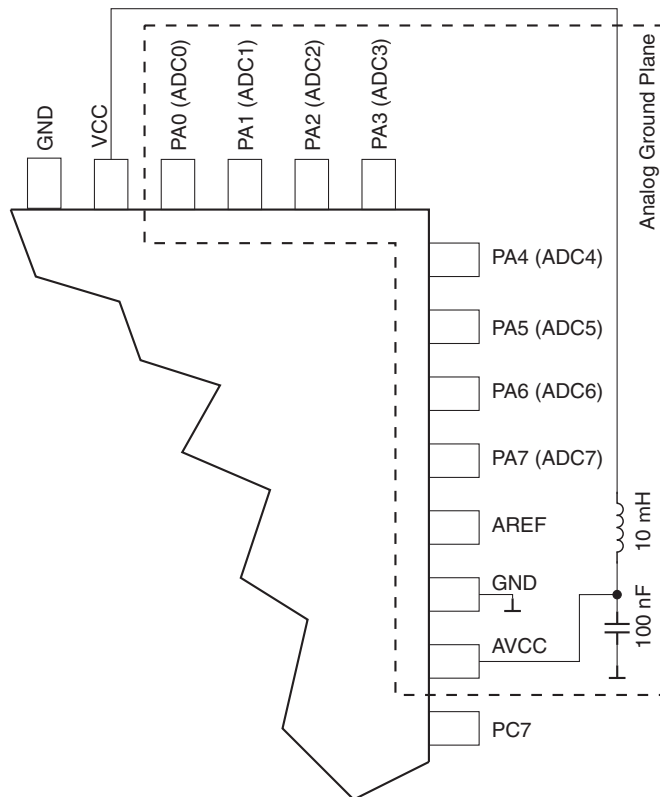 GND
VCC
PA0 (ADC0)
PA1 (ADC1)
PA2 (ADC2)
PA3 (ADC3)
Analog Ground Plane
PA4 (ADC4)
PA5 (ADC5)
PA6 (ADC6)
PA7 (ADC7)
AREF
10 mH
GND
AVCC
100 nF
PC7